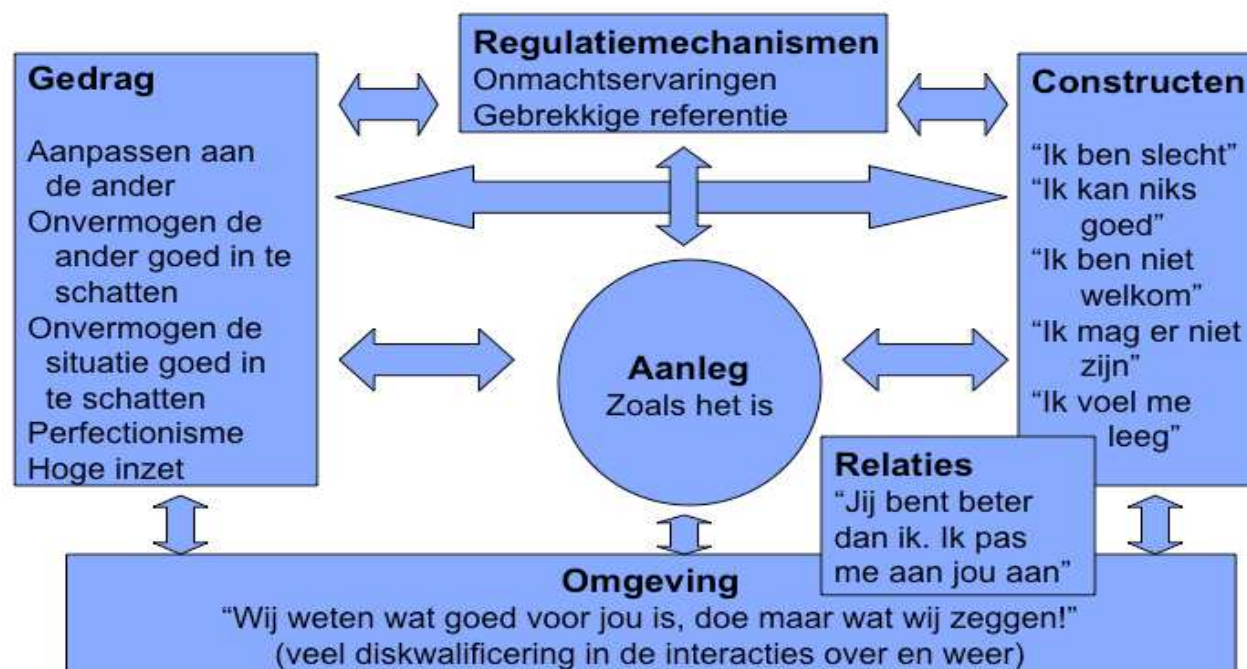 Gedrag
Aanpassen aan
de ander
Onvermogen de
ander goed in te
schatten
Onvermogen de
situatie goed in
te schatten
Perfectionisme
Hoge inzet
Regulatiemechanismen
Onmachtservaringen
Gebrekkige referentie
Constructen
“Ik ben slecht”
“Ik kan niks
goed”
“Ik ben niet
welkom”
“Ik mag er niet
zijn”
“Ik voel me
leeg”
Aanleg
Zoals het is
Relaties
“Jij bent beter
dan ik. Ik pas
me aan jou aan”
Omgeving
“Wij weten wat goed voor jou is, doe maar wat wij zeggen!”
(veel diskwalificering in de interacties over en weer)